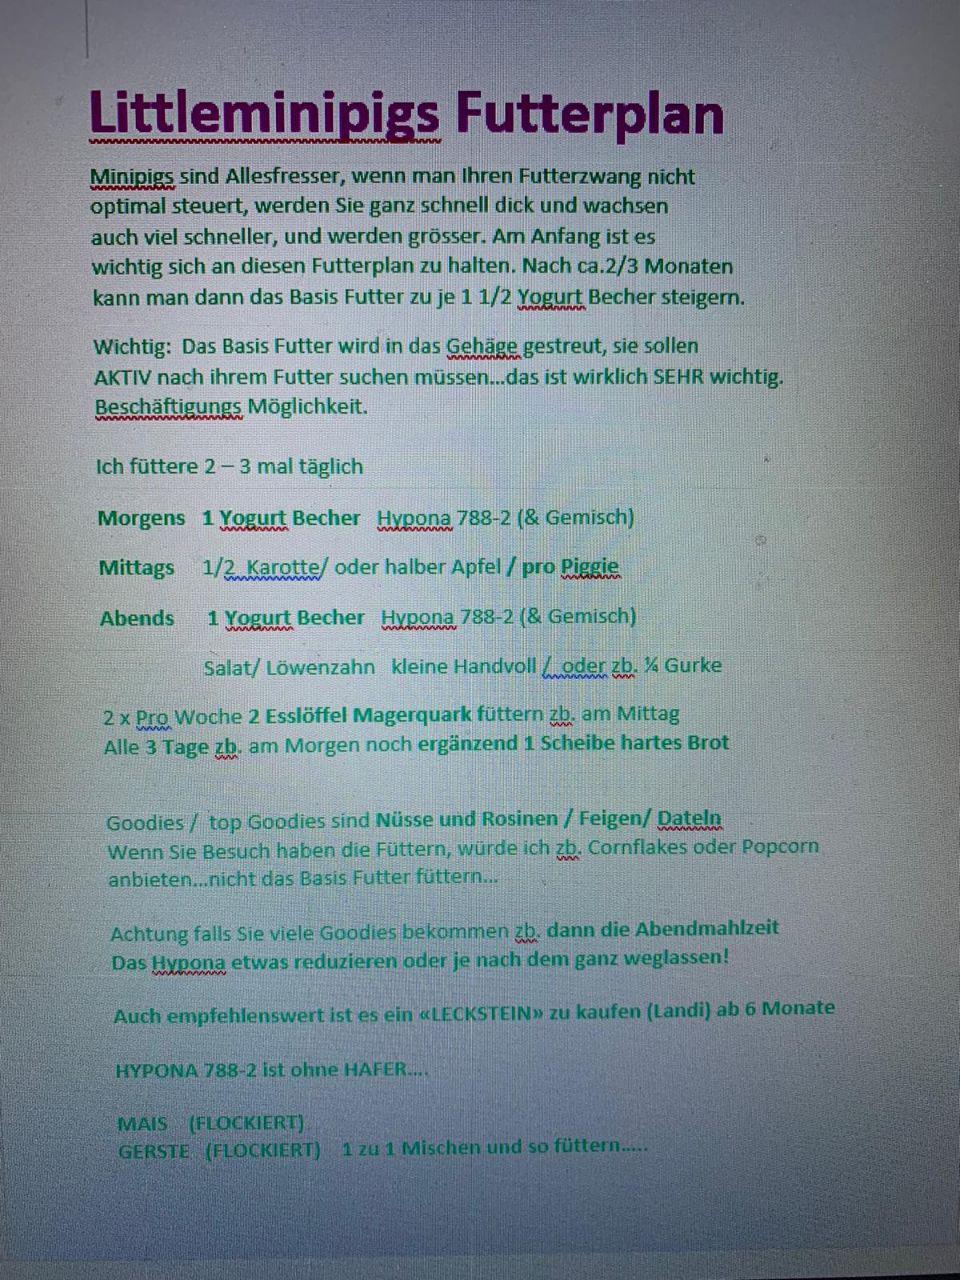 Littleminipigs Futterplan
Minipigs sind Allesfresser, wenn man Ihren Futterzwang nicht
optimal steuert, werden Sie ganz schnell dick und wachsen
auch viel schneller, und werden grösser. Am Anfang ist es
wichtig sich an diesen Futterplan zu halten. Nach ca.2/3 Monaten
kann man dann das Basis Futter zu je 1 1/2 Yogurt Becher steigern.
Wichtig: Das Basis Futter wird in das Gehäge gestreut, sie sollen
AKTIV nach ihrem Futter suchen müssen...das ist wirklich SEHR wichtig.
Beschäftigungs Möglichkeit.
Ich füttere 2 – 3 mal täglich
Morgens 1 Yogurt Becher Hypona 788-2 (& Gemisch)
Mittags 1/2 Karotte/ oder halber Apfel / pro Piggie
Abends 1 Yogurt Becher Hypona 788-2 (& Gemisch)
Salat/ Löwenzahn kleine Handvoll / oder zb. ¼ Gurke
2 x Pro Woche 2 Esslöffel Magerquark füttern zb. am Mittag
Alle 3 Tage zb. am Morgen noch ergänzend 1 Scheibe hartes Brot
Goodies / top Goodies sind Nüsse und Rosinen / Feigen/ Dateln
Wenn Sie Besuch haben die Füttern, würde ich zb. Cornflakes oder Popcorn
anbieten...nicht das Basis Futter füttern...
Achtung falls Sie viele Goodies bekommen zb. dann die Abendmahlzeit
Das Hypona etwas reduzieren oder je nach dem ganz weglassen!
Auch empfehlenswert ist es ein «LECKSTEIN» zu kaufen (Landi) ab 6 Monate
HYPONA 788-2 ist ohne HAFER....
MAIS (FLOCKIERT)
GERSTE (FLOCKIERT) 1 zu 1 Mischen und so füttern.....